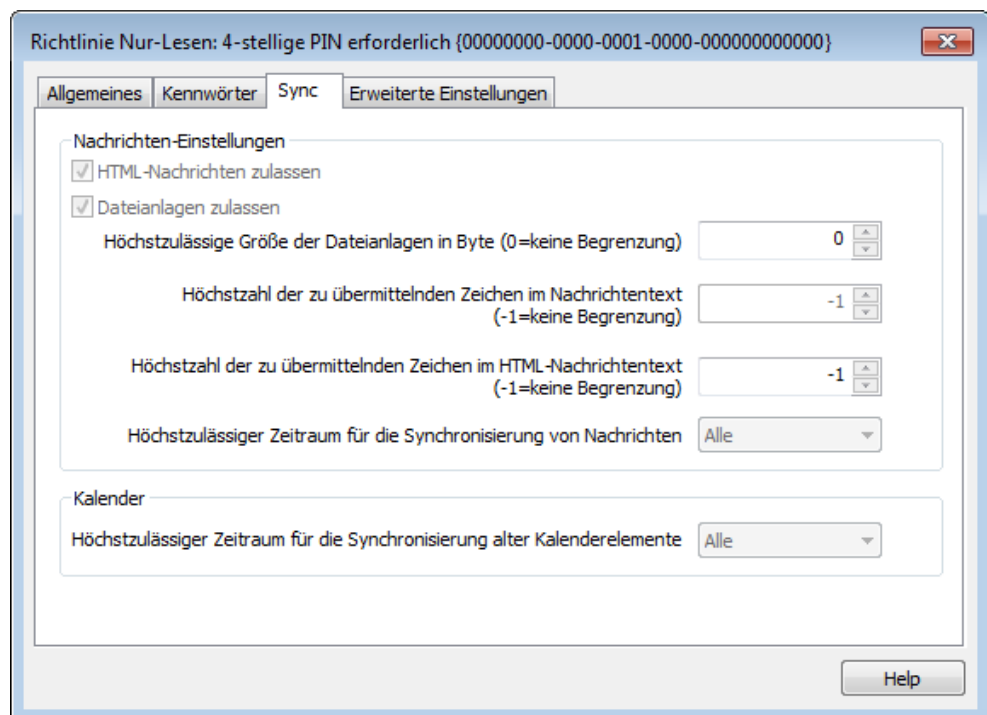 Richtlinie Nur-Lesen: 4-stellige PIN erforderlich {00000000-0000-0001-0000-000000000000}
Allgemeines Kennwörter Sync Erweiterte Einstellungen
Nachrichten-Einstellungen
HTML-Nachrichten zulassen
Dateianlagen zulassen
Höchstzulässige Größe der Dateianlagen in Byte (0=keine Begrenzung) 0
Höchstzahl der zu übermittelnden Zeichen im Nachrichtentext
(-1=keine Begrenzung) -1
Höchstzahl der zu übermittelnden Zeichen im HTML-Nachrichtentext
(-1=keine Begrenzung) -1
Höchstzulässiger Zeitraum für die Synchronisierung von Nachrichten Alle
Kalender
Höchstzulässiger Zeitraum für die Synchronisierung alter Kalenderelemente Alle
Help